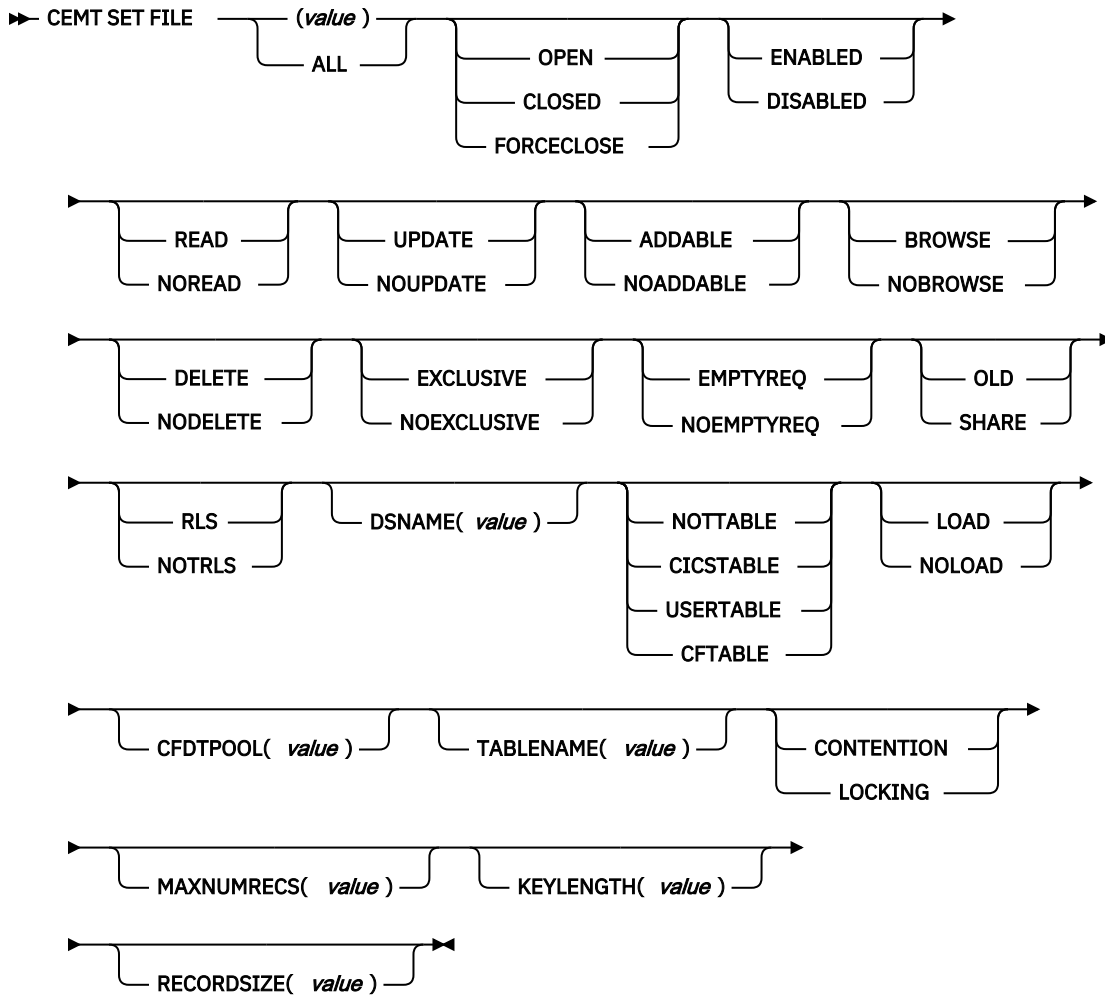 CEMT SET FILE (value) OPEN ENABLED
ALL CLOSED DISABLED
FORCECLOSE
READ UPDATE ADDABLE BROWSE
NOREAD NOUPDATE NOADDABLE NOBROWSE
DELETE EXCLUSIVE EMPTYREQ OLD
NODELETE NOEXCLUSIVE NOEMPTYREQ SHARE
RLS DSNAME( value ) NOTTABLE LOAD
NOTRLS CICSTABLE NOLOAD
USERTABLE
CFTABLE
CFDTPOOL( value ) TABLENAME( value ) CONTENTION
LOCKING
MAXNUMRECS( value ) KEYLENGTH( value )
RECORDSIZE( value )